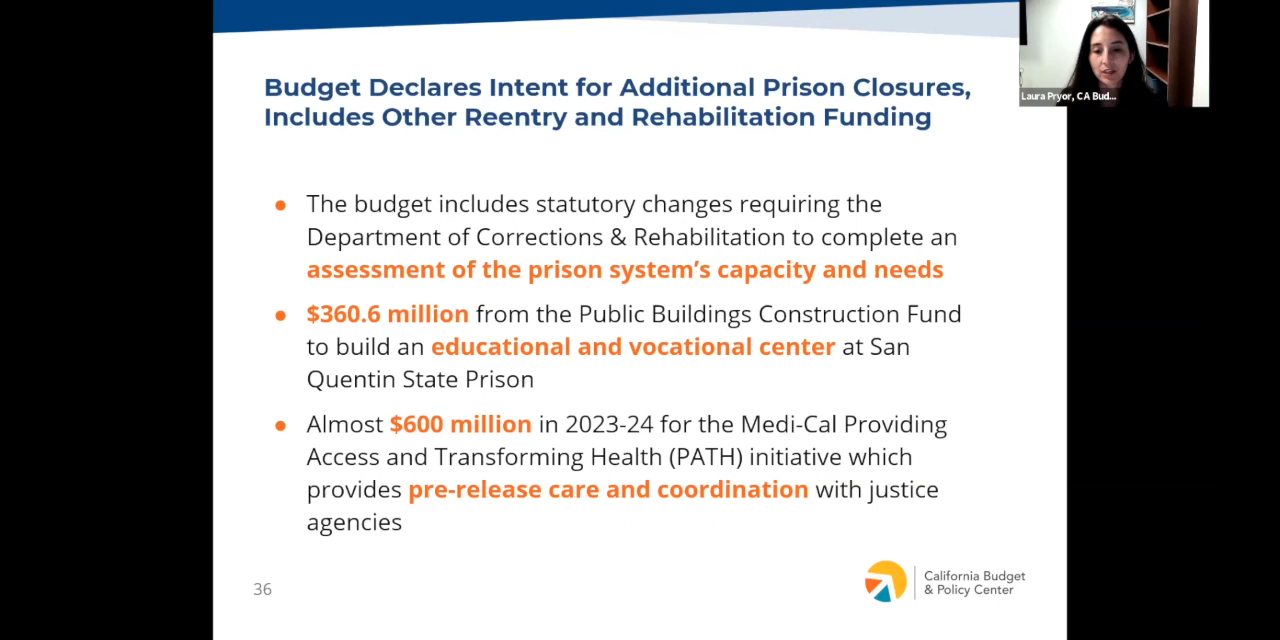 Budget Declares Intent for Additional Prison Closures,
Includes Other Reentry and Rehabilitation Funding
Laura Pryor, CA Bud...
● The budget includes statutory changes requiring the
Department of Corrections & Rehabilitation to complete an
assessment of the prison system's capacity and needs
● $360.6 million from the Public Buildings Construction Fund
to build an educational and vocational center at San
Quentin State Prison
● Almost $600 million in 2023-24 for the Medi-Cal Providing
Access and Transforming Health (PATH) initiative which
provides pre-release care and coordination with justice
agencies
36
California Budget
& Policy Center